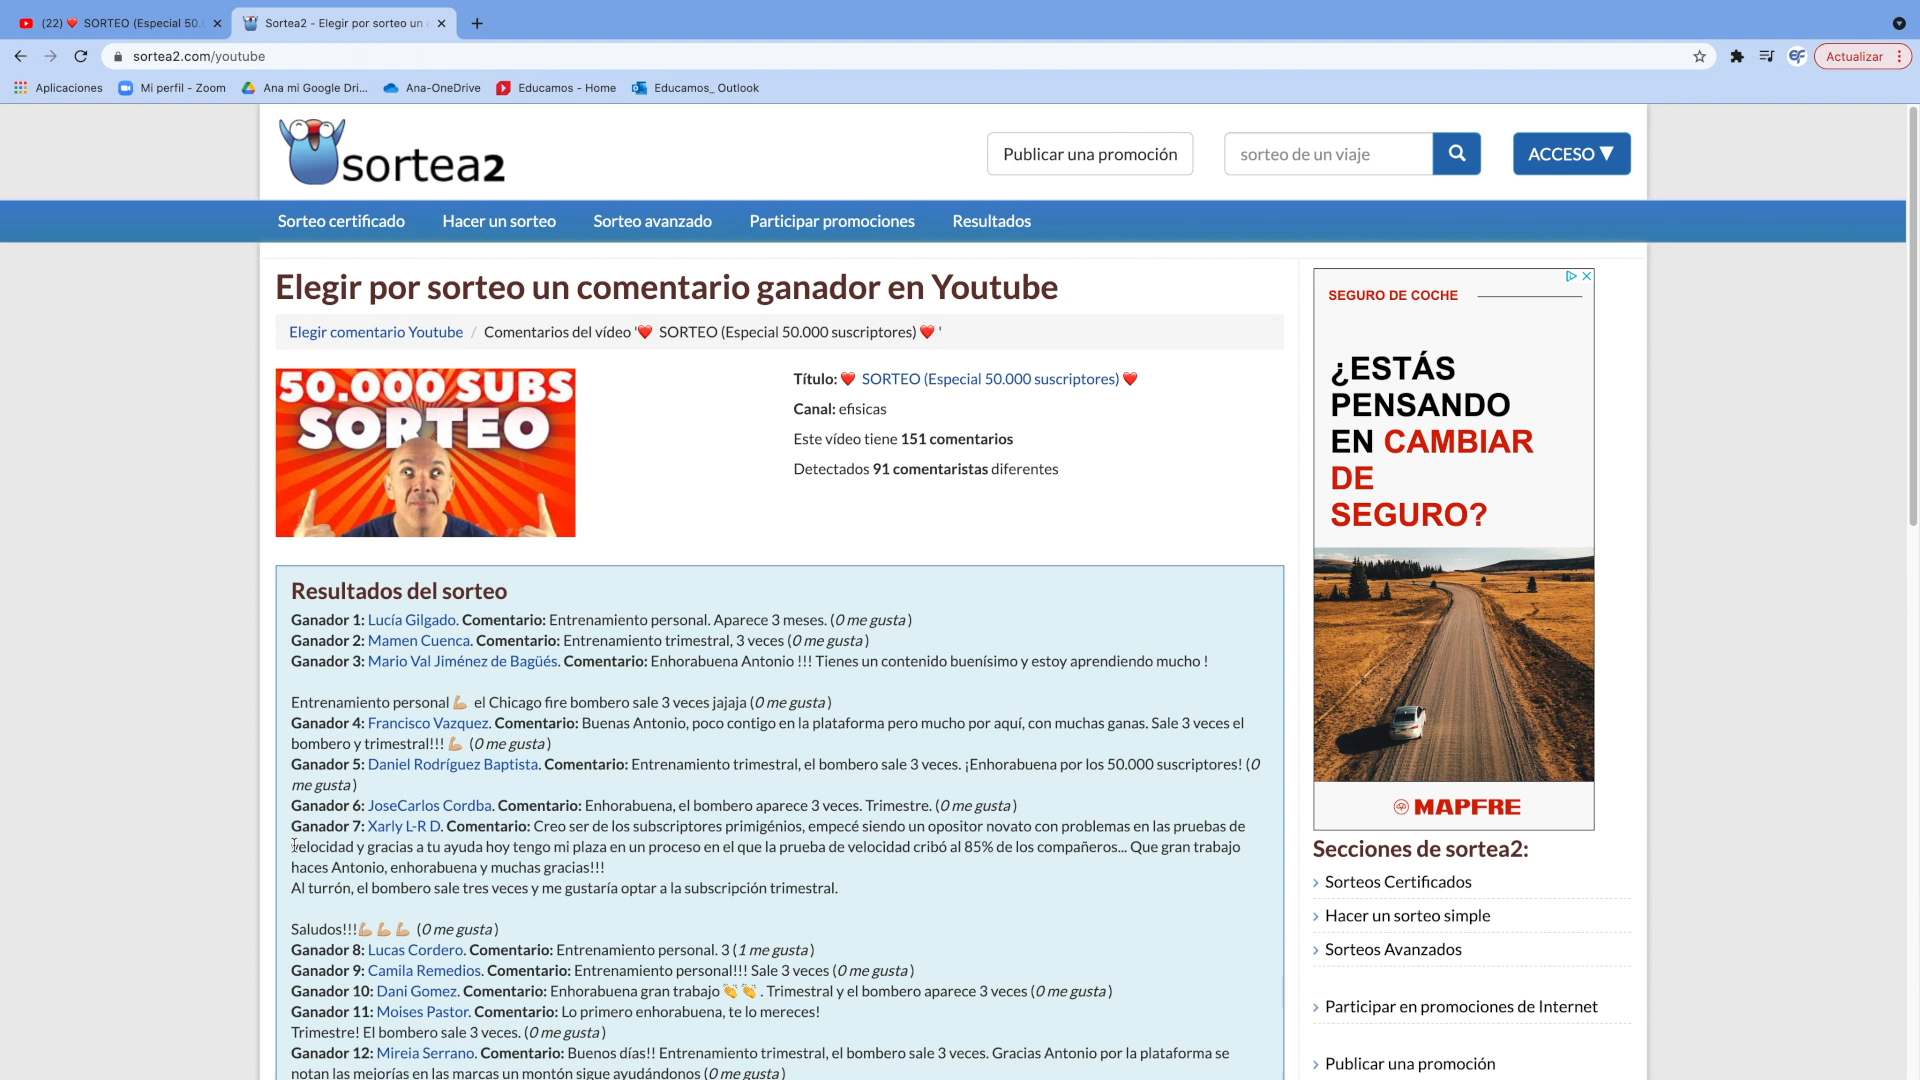 (22) ❤️ SORTEO (Especial 50.
Sortea2 - Elegir por sorteo un
sortea2.com/youtube
Actualizar
Aplicaciones
Mi perfil - Zoom
Ana mi Google Dri...
Ana-OneDrive
Educamos - Home
Educamos_ Outlook
sortea2
Publicar una promoción
sorteo de un viaje
ACCESO ▼
Sorteo certificado
Hacer un sorteo
Sorteo avanzado
Participar promociones
Resultados
Elegir por sorteo un comentario ganador en Youtube
Elegir comentario Youtube / Comentarios del vídeo '❤️ SORTEO (Especial 50.000 suscriptores) ❤️ '
50.000 SUBS
SORTEO
Título: ❤️ SORTEO (Especial 50.000 suscriptores) ❤️
Canal: efisicas
Este vídeo tiene 151 comentarios
Detectados 91 comentaristas diferentes
Resultados del sorteo
Ganador 1: Lucía Gilgado. Comentario: Entrenamiento personal. Aparece 3 meses. (0 me gusta)
Ganador 2: Mamen Cuenca. Comentario: Entrenamiento trimestral, 3 veces (0 me gusta)
Ganador 3: Mario Val Jiménez de Bagüés. Comentario: Enhorabuena Antonio !!! Tienes un contenido buenísimo y estoy aprendiendo mucho !
Entrenamiento personal💪🏼 el Chicago fire bombero sale 3 veces jajaja (0 me gusta)
Ganador 4: Francisco Vazquez. Comentario: Buenas Antonio, poco contigo en la plataforma pero mucho por aquí, con muchas ganas. Sale 3 veces el
bombero y trimestral!!! 💪🏼 (0 me gusta)
Ganador 5: Daniel Rodríguez Baptista. Comentario: Entrenamiento trimestral, el bombero sale 3 veces. ¡Enhorabuena por los 50.000 suscriptores! (0
me gusta)
Ganador 6: JoseCarlos Cordba. Comentario: Enhorabuena, el bombero aparece 3 veces. Trimestre. (0 me gusta)
Ganador 7: Xarly L-R D. Comentario: Creo ser de los subscriptores primigénios, empecé siendo un opositor novato con problemas en las pruebas de
velocidad y gracias a tu ayuda hoy tengo mi plaza en un proceso en el que la prueba de velocidad cribó al 85% de los compañeros... Que gran trabajo
haces Antonio, enhorabuena y muchas gracias!!!
Al turrón, el bombero sale tres veces y me gustaría optar a la subscripción trimestral.
Saludos!!!💪🏼💪🏼💪🏼 (0 me gusta)
Ganador 8: Lucas Cordero. Comentario: Entrenamiento personal. 3 (1 me gusta)
Ganador 9: Camila Remedios. Comentario: Entrenamiento personal!!! Sale 3 veces (0 me gusta)
Ganador 10: Dani Gomez. Comentario: Enhorabuena gran trabajo 👏👏. Trimestral y el bombero aparece 3 veces (0 me gusta)
Ganador 11: Moises Pastor. Comentario: Lo primero enhorabuena, te lo mereces!
Trimestre! El bombero sale 3 veces. (0 me gusta)
Ganador 12: Mireia Serrano. Comentario: Buenos días!! Entrenamiento trimestral, el bombero sale 3 veces. Gracias Antonio por la plataforma se
notan las mejorías en las marcas un montón sigue ayudándonos (0 me gusta)
SEGURO DE COCHE
¿ESTÁS
PENSANDO
EN CAMBIAR
DE
SEGURO?
MAPFRE
Secciones de sortea2:
Sorteos Certificados
Hacer un sorteo simple
Sorteos Avanzados
Participar en promociones de Internet
Publicar una promoción